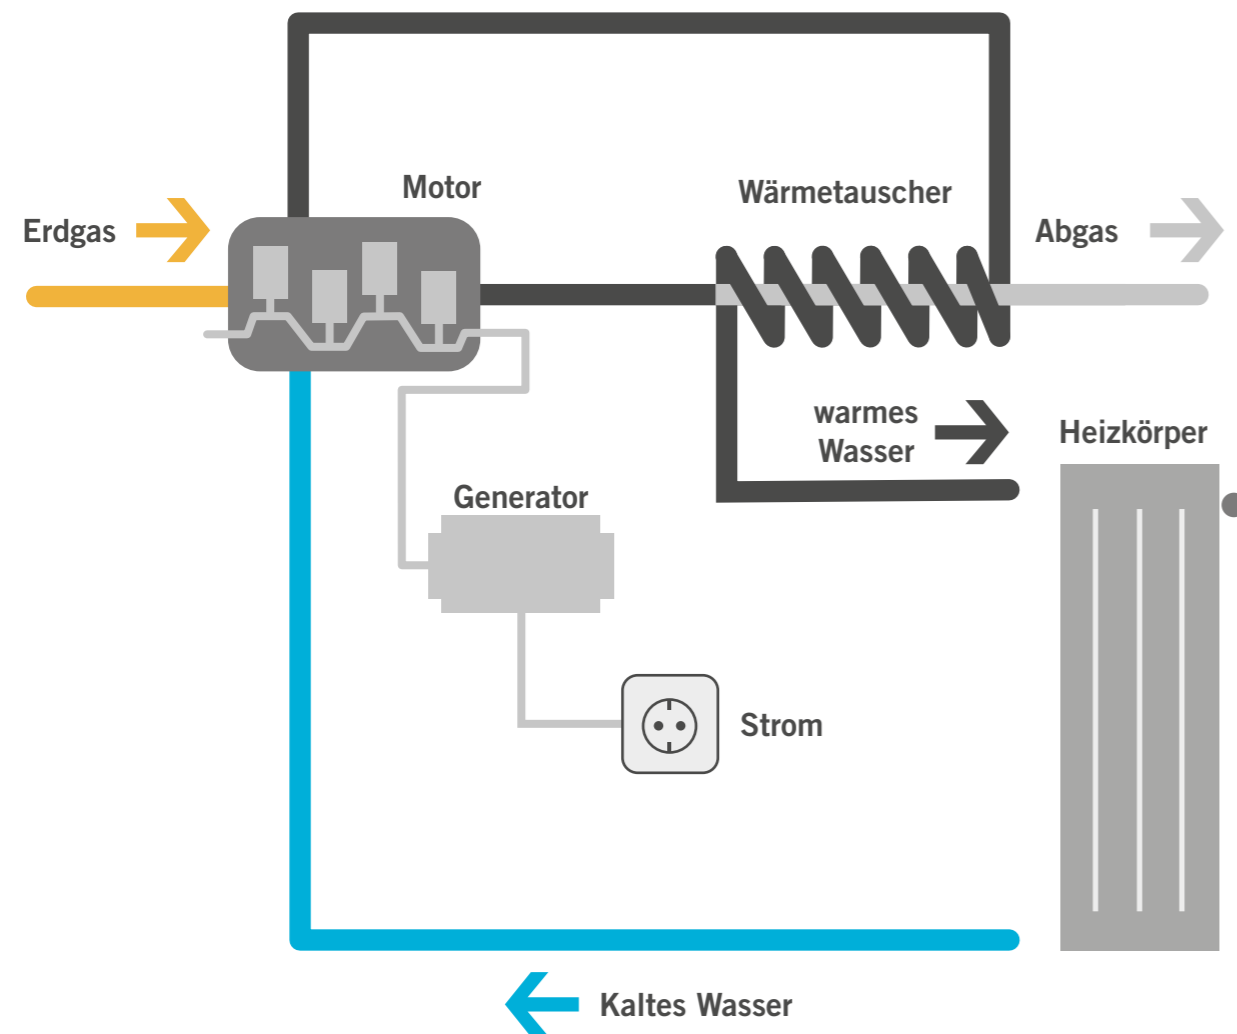 Motor
Wärmetauscher
Erdgas
Abgas
warmes
Wasser
Heizkörper
Generator
Strom
Kaltes Wasser